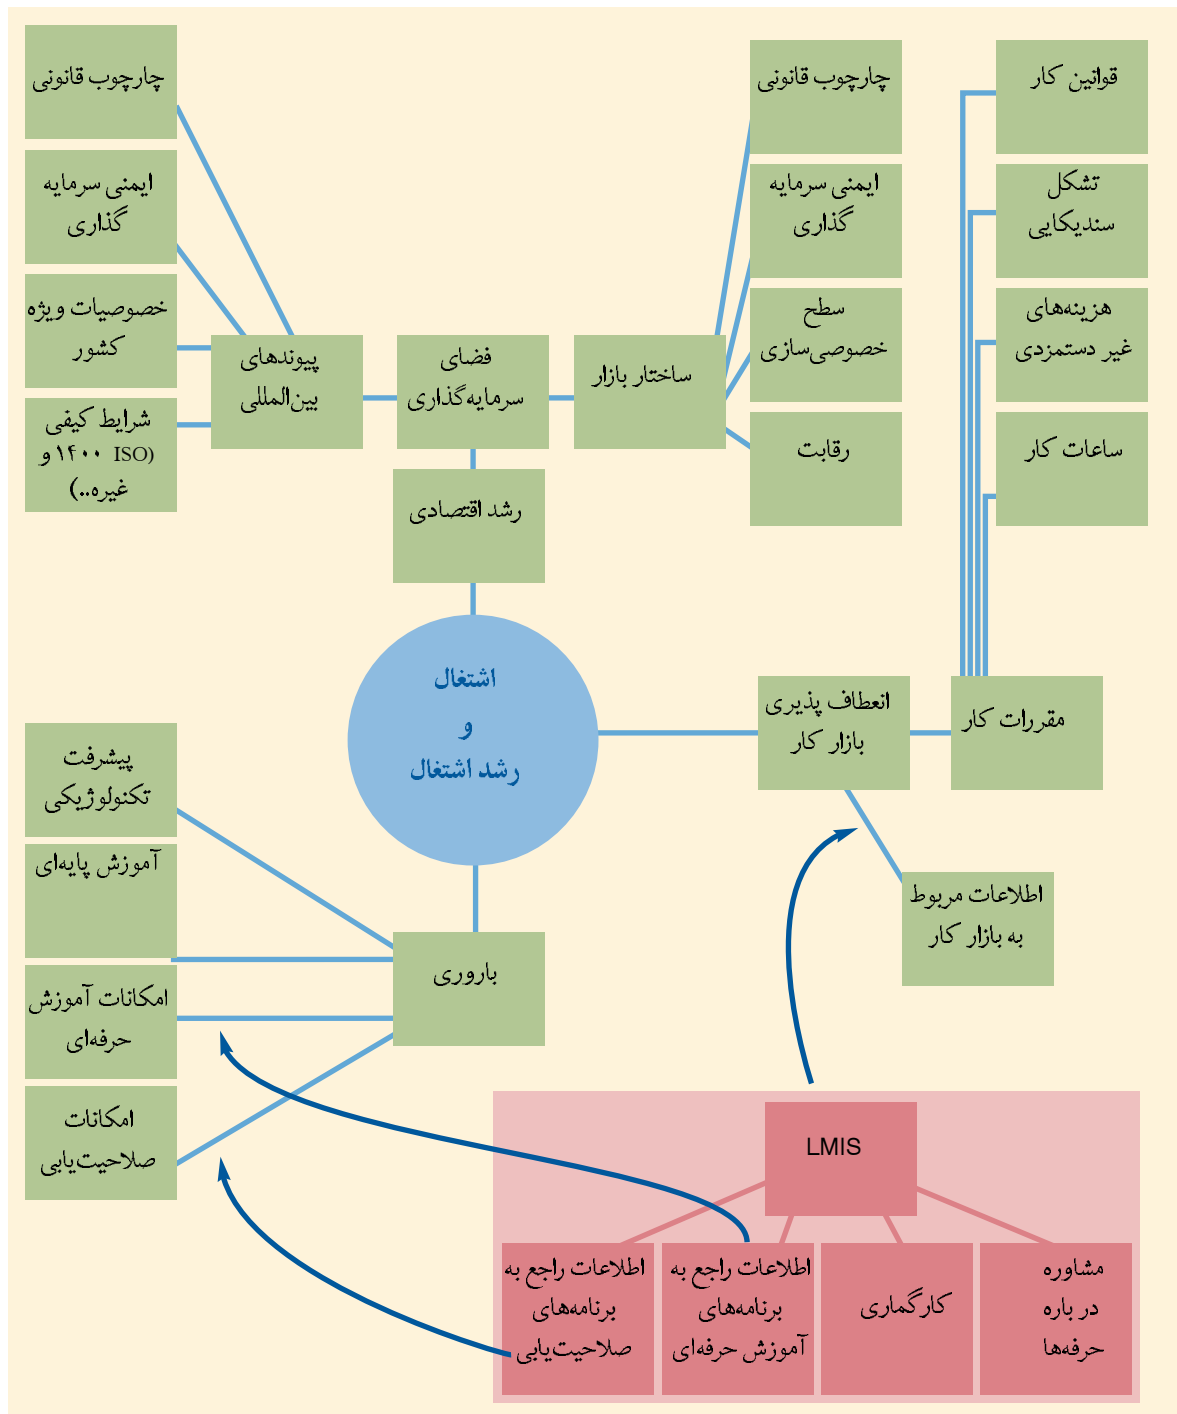 قوانین کار
تشکل
سندیکایی
هزینه‌های
غیر دستمزدی
ساعات کار
چارچوب قانونی
ایمنی سرمایه
گذاری
سطح
خصوصی‌سازی
رقابت
ساختار بازار
فضای
سرمایه‌گذاری
پیوندهای
بین‌المللی
چارچوب قانونی
ایمنی سرمایه
گذاری
خصوصیات ویژه
کشور
شرایط کیفی
(ISO ۱۴۰۰ و
غیره..)
رشد اقتصادی
اشتغال
و
رشد اشتغال
مقررات کار
انعطاف پذیری
بازار کار
اطلاعات مربوط
به بازار کار
باروری
پیشرفت
تکنولوژیکی
آموزش پایه‌ای
امکانات آموزش
حرفه‌ای
امکانات
صلاحیت‌یابی
LMIS
مشاوره
در باره
حرفه‌ها
کارگماری
اطلاعات راجع به
برنامه‌های
آموزش حرفه‌ای
اطلاعات راجع به
برنامه‌های
صلاحیت‌یابی